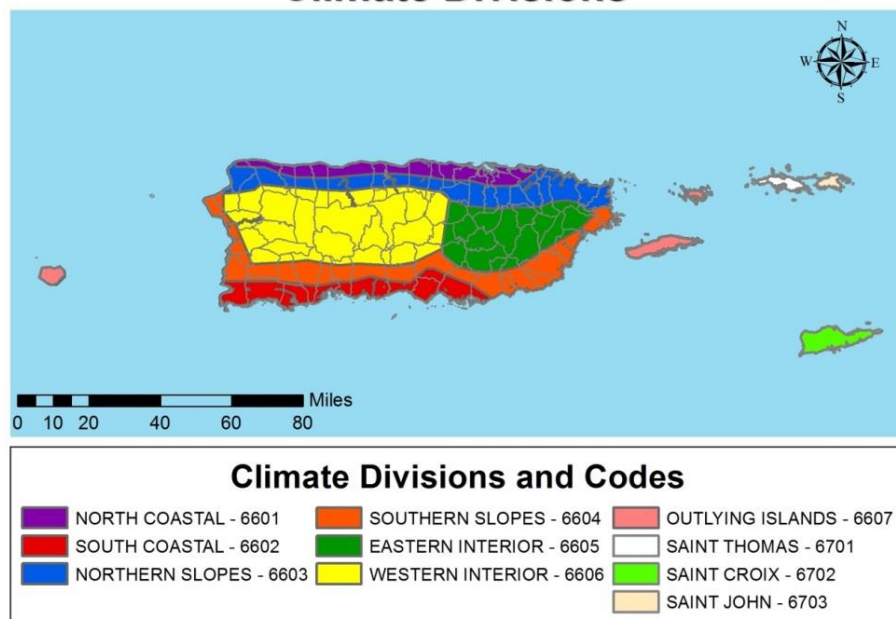 Climate Divisions
N
W E
S
Miles
0 10 20 40 60 80
Climate Divisions and Codes
NORTH COASTAL - 6601
SOUTH COASTAL - 6602
NORTHERN SLOPES - 6603
SOUTHERN SLOPES - 6604
EASTERN INTERIOR - 6605
WESTERN INTERIOR - 6606
OUTLYING ISLANDS - 6607
SAINT THOMAS - 6701
SAINT CROIX - 6702
SAINT JOHN - 6703